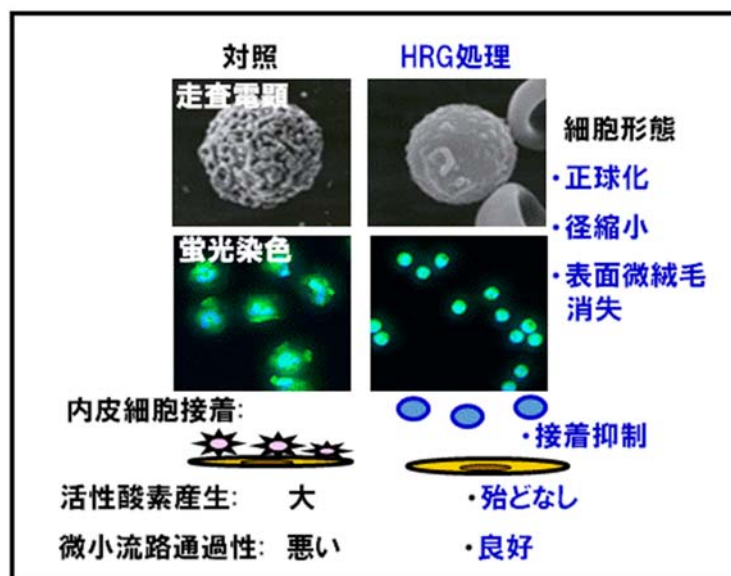 対照 HRG処理
走査電顕
細胞形態
・正球化
・径縮小
蛍光染色
・表面微絨毛
消失
内皮細胞接着:
・接着抑制
活性酸素産生: 大 ・殆どなし
微小流路通過性: 悪い ・良好